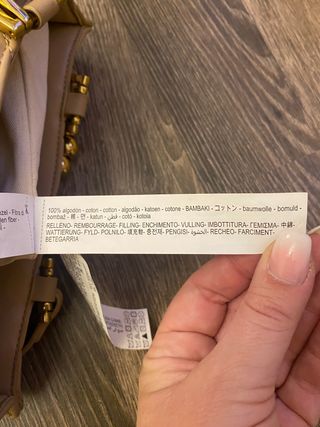 100% algodón - coton - cotton - algodão - katoen - cotone - BAMBAKI - コットン - baumwolle - bomuld -
bombaž - 棉 - 면 - katun - قطن - cotó - kotoia
RELLENO- REMBOURRAGE- FILLING- ENCHIMENTO- VULLING- IMBOTTITURA- ΓΕΜΙΣΜΑ- 中綿-
WATTIERUNG- FYLD- POLNILO- 填充物- 충전재- PENGISI- الحشوة- RECHEO- FARCIMENT-
BETEGARRIA